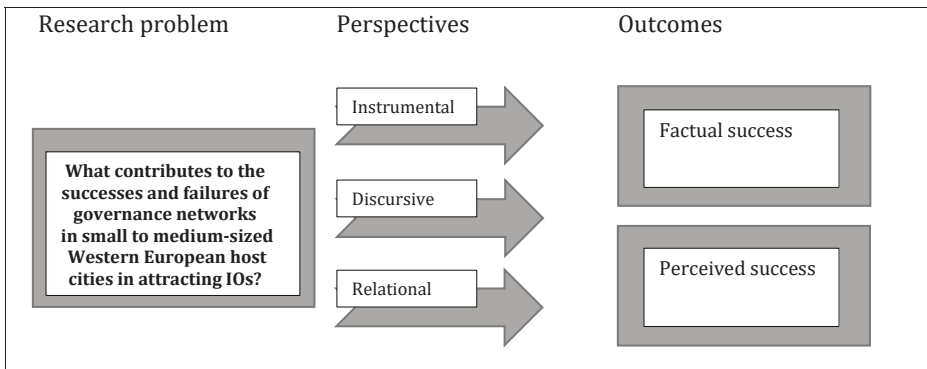 Research problem
Perspectives
Outcomes
What contributes to the
successes and failures of
governance networks
in small to medium-sized
Western European host
cities in attracting IOs?
Instrumental
Discursive
Relational
Factual success
Perceived success